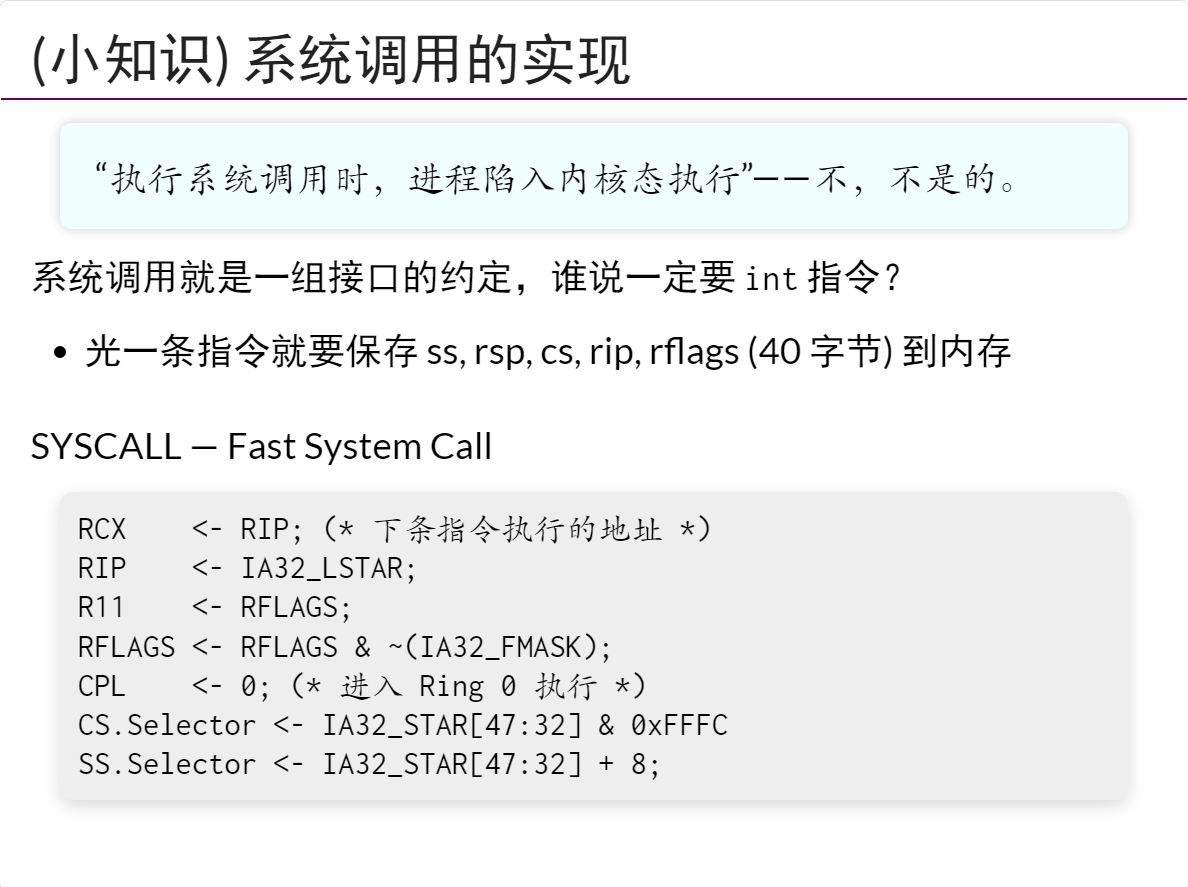 (小知识) 系统调用的实现
“执行系统调用时，进程陷入内核态执行”——不，不是的。
系统调用就是一组接口的约定，谁说一定要 int 指令？
• 光一条指令就要保存 ss, rsp, cs, rip, rflags (40 字节) 到内存
SYSCALL — Fast System Call
RCX    <- RIP; (* 下条指令执行的地址 *)
RIP    <- IA32_LSTAR;
R11    <- RFLAGS;
RFLAGS <- RFLAGS & ~(IA32_FMASK);
CPL    <- 0; (* 进入 Ring 0 执行 *)
CS.Selector <- IA32_STAR[47:32] & 0xFFFC
SS.Selector <- IA32_STAR[47:32] + 8;